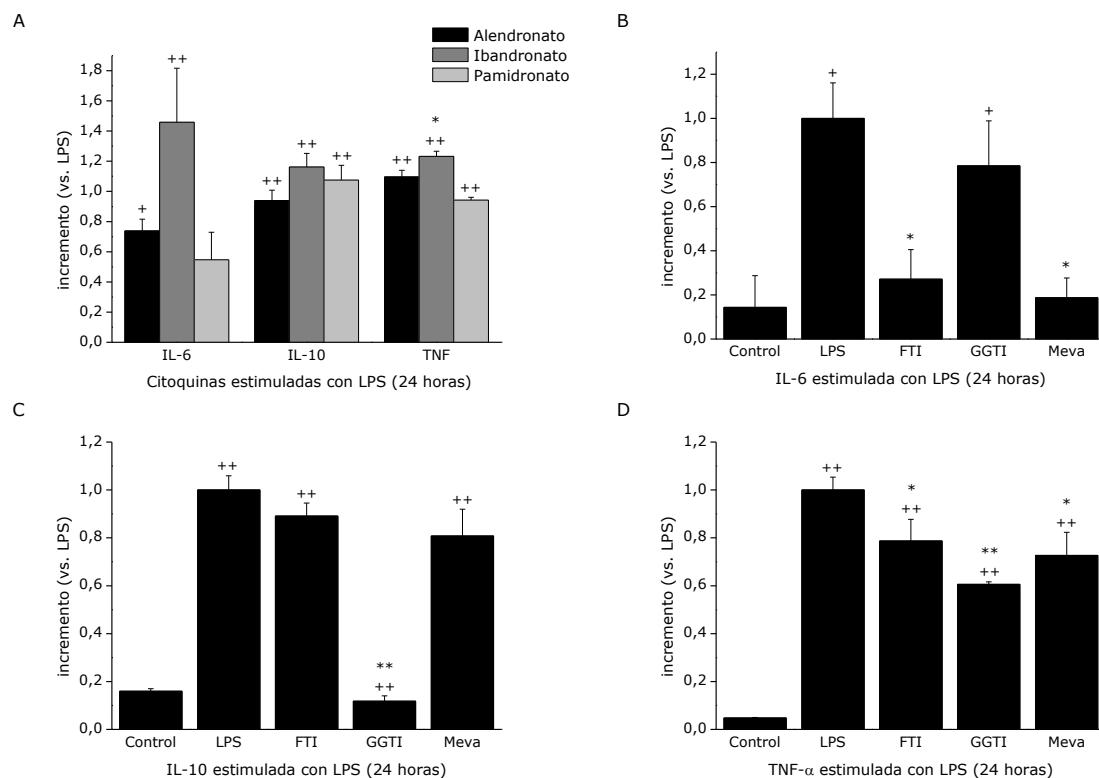 A
Alendronato
Ibandronato
Pamidronato
1,8
1,6
1,4
1,2
1,0
0,8
0,6
0,4
0,2
0,0
incremento (vs. LPS)
+
++
++
++
++
++
*
++
++
IL-6 IL-10 TNF
Citoquinas estimuladas con LPS (24 horas)
B
1,2
1,0
0,8
0,6
0,4
0,2
0,0
incremento (vs. LPS)
+
*
+
*
Control LPS FTI GGTI Meva
IL-6 estimulada con LPS (24 horas)
C
1,2
1,0
0,8
0,6
0,4
0,2
0,0
incremento (vs. LPS)
++
++
**
++
++
Control LPS FTI GGTI Meva
IL-10 estimulada con LPS (24 horas)
D
1,2
1,0
0,8
0,6
0,4
0,2
0,0
incremento (vs. LPS)
++
*
++
**
++
*
++
Control LPS FTI GGTI Meva
TNF-α estimulada con LPS (24 horas)